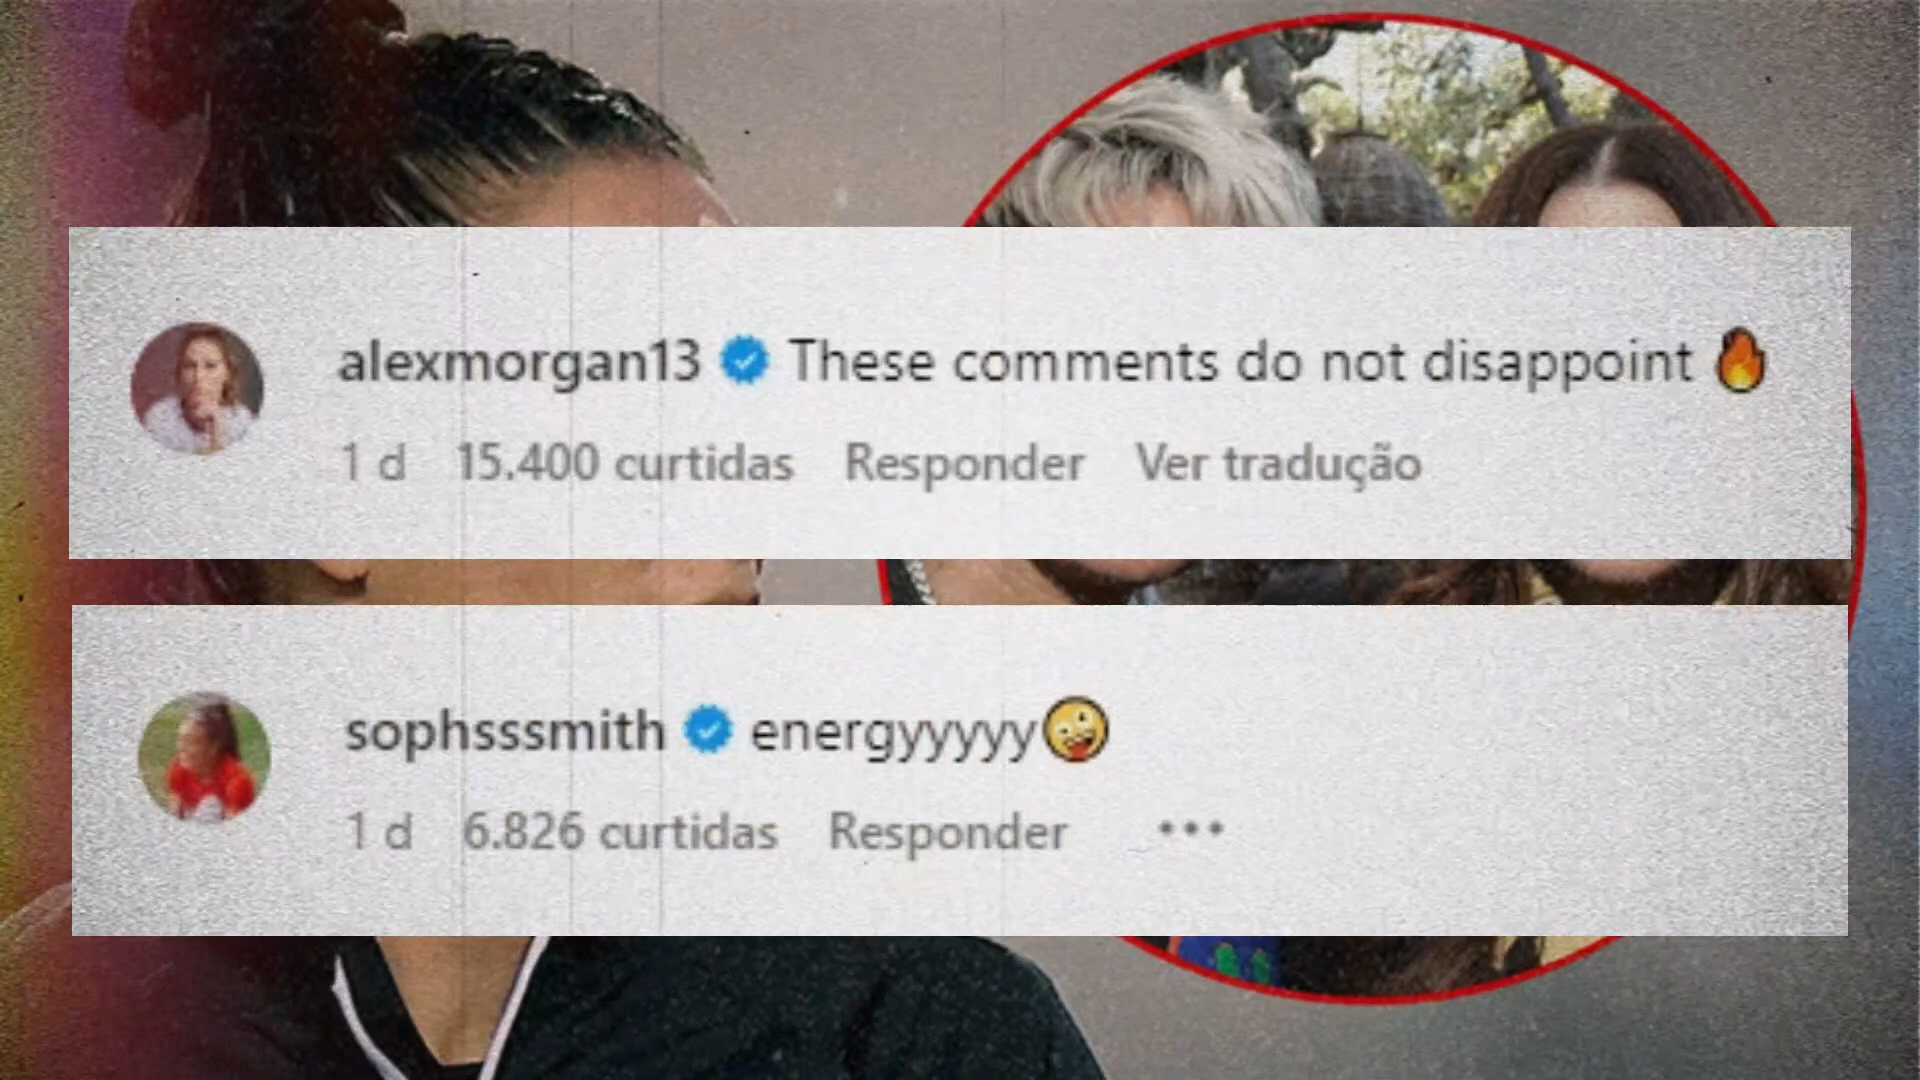 alexmorgan13 These comments do not disappoint 🔥
1 d 15.400 curtidas Responder Ver tradução
sophsssmith energyyyyy🤪
1 d 6.826 curtidas Responder •••